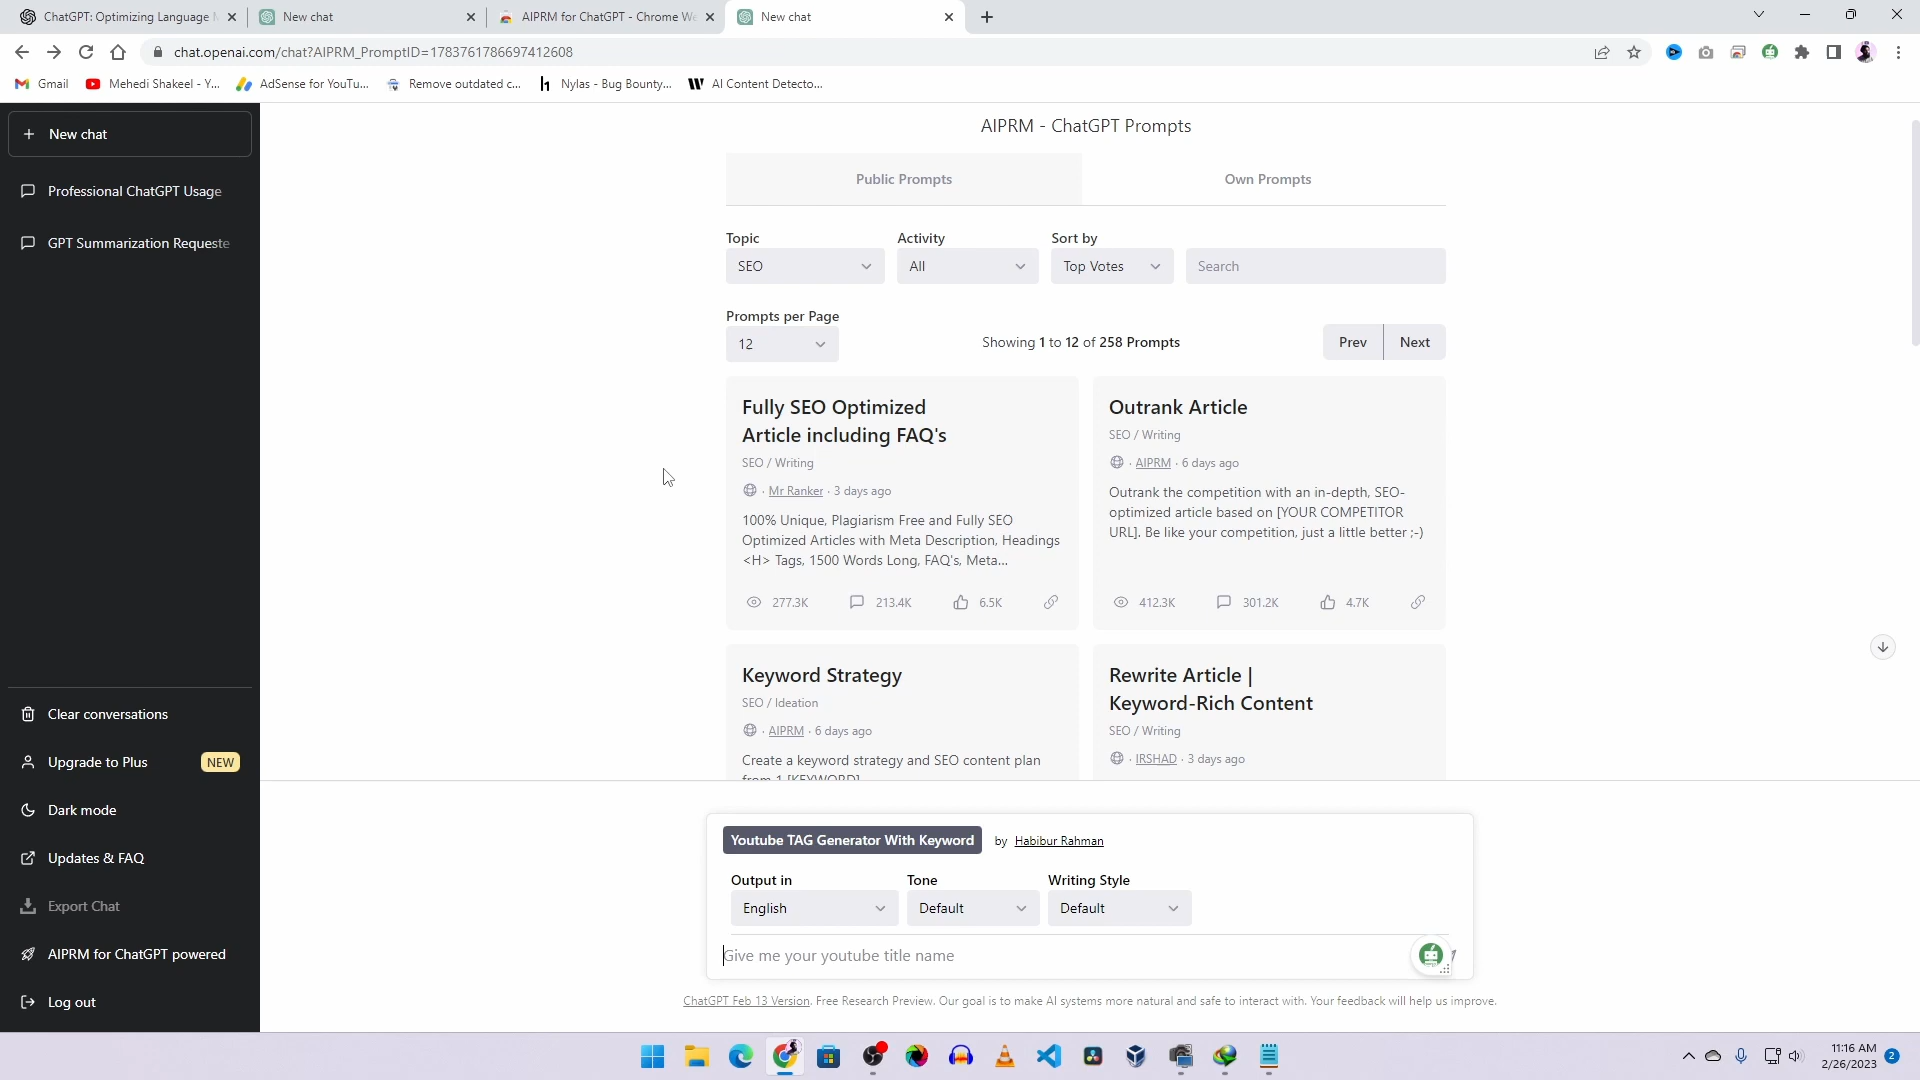 ChatGPT: Optimizing Language
New chat
AIPRM for ChatGPT - Chrome We
New chat
chat.openai.com/chat?AIPRM_PromptID=1783761786697412608
Gmail
Mehedi Shakeel - Y...
AdSense for YouTu...
Remove outdated c...
Nylas - Bug Bounty...
AI Content Detecto...
New chat
Professional ChatGPT Usage
GPT Summarization Requeste
Clear conversations
Upgrade to Plus
NEW
Dark mode
Updates & FAQ
Export Chat
AIPRM for ChatGPT powered
Log out
AIPRM - ChatGPT Prompts
Public Prompts
Own Prompts
Topic
Activity
Sort by
SEO
All
Top Votes
Search
Prompts per Page
12
Showing 1 to 12 of 258 Prompts
Prev
Next
Fully SEO Optimized
Article including FAQ's
SEO / Writing
· Mr Ranker · 3 days ago
100% Unique, Plagiarism Free and Fully SEO
Optimized Articles with Meta Description, Headings
<H> Tags, 1500 Words Long, FAQ's, Meta...
277.3K
213.4K
6.5K
Outrank Article
SEO / Writing
· AIPRM · 6 days ago
Outrank the competition with an in-depth, SEO-
optimized article based on [YOUR COMPETITOR
URL]. Be like your competition, just a little better ;-)
412.3K
301.2K
4.7K
Keyword Strategy
SEO / Ideation
· AIPRM · 6 days ago
Create a keyword strategy and SEO content plan
from 1 [KEYWORD]
Rewrite Article |
Keyword-Rich Content
SEO / Writing
· IRSHAD · 3 days ago
Youtube TAG Generator With Keyword
by Habibur Rahman
Output in
Tone
Writing Style
English
Default
Default
Give me your youtube title name
ChatGPT Feb 13 Version. Free Research Preview. Our goal is to make AI systems more natural and safe to interact with. Your feedback will help us improve.
11:16 AM
2/26/2023
2